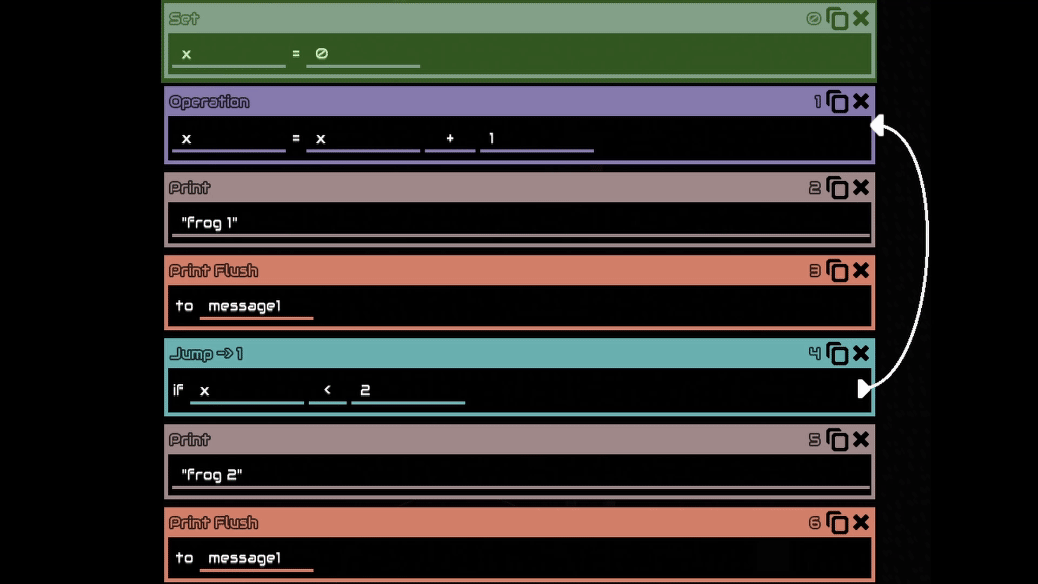 Set 0
x = 0
Operation 1
x = x + 1
Print 2
"frog 1"
Print Flush 3
to message1
Jump -> 1 4
if x < 2
Print 5
"frog 2"
Print Flush 6
to message1